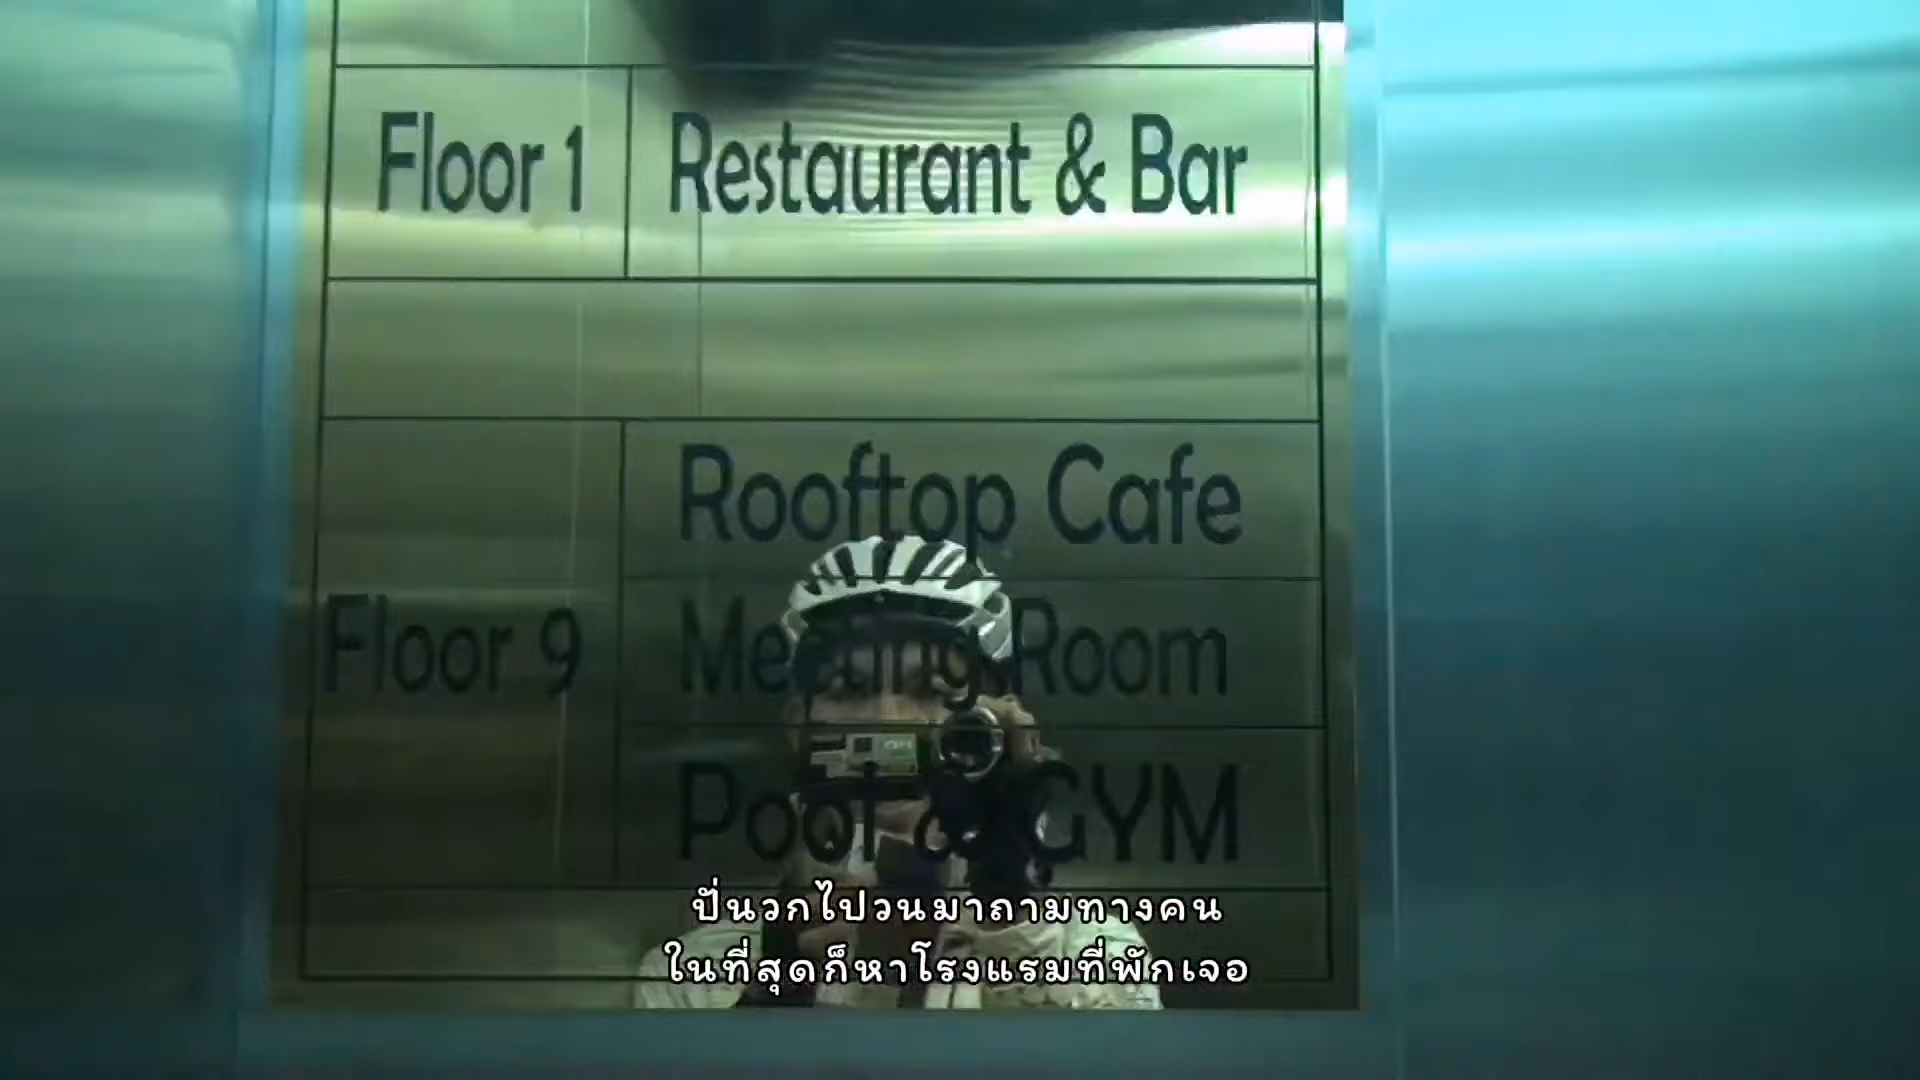 Floor 1 Restaurant & Bar
Rooftop Cafe
Floor 9 Meeting Room
Pool & GYM
ปั่นวกไปวนมาถามทางคน
ในที่สุดก็หาโรงแรมที่พักเจอ